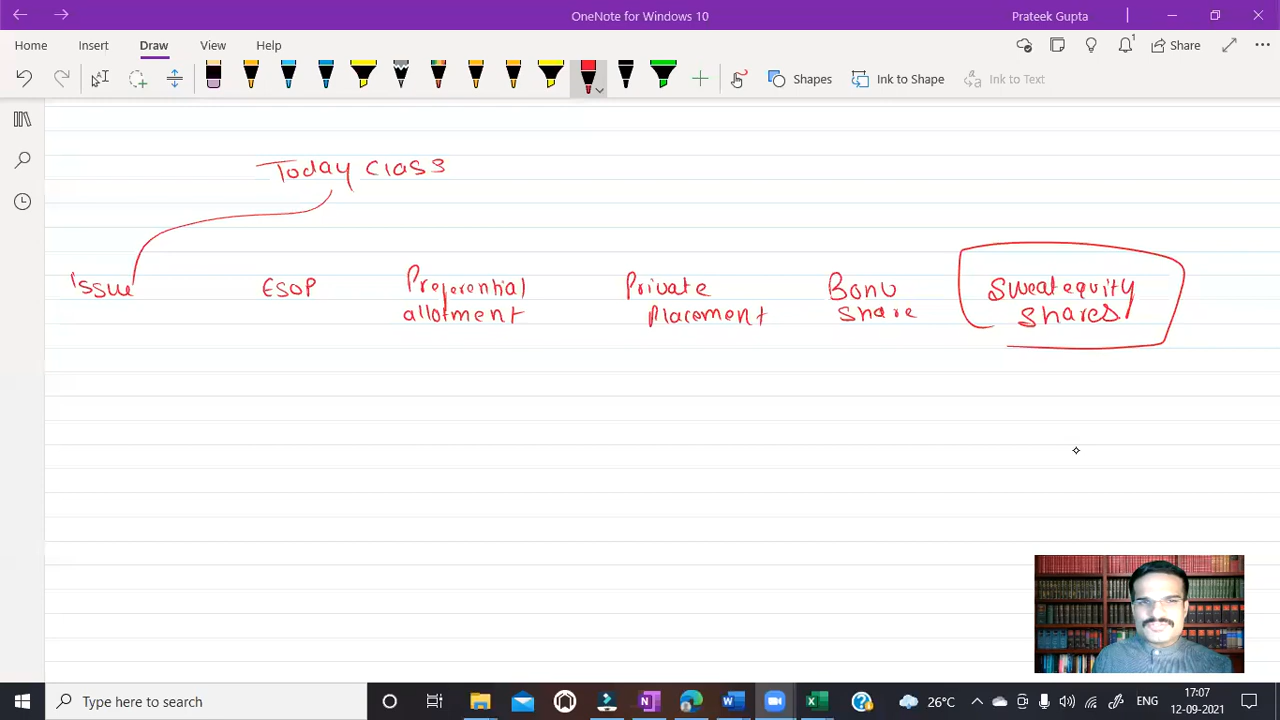 OneNote for Windows 10
Prateek Gupta
Home Insert Draw View Help
Share
Shapes Ink to Shape Ink to Text
Today Class
Issue
ESOP
Preferential
allotment
Private
Placement
Bonu
Share
Sweat equity
Shares
Type here to search
26°C
ENG
17:07
12-09-2021
1